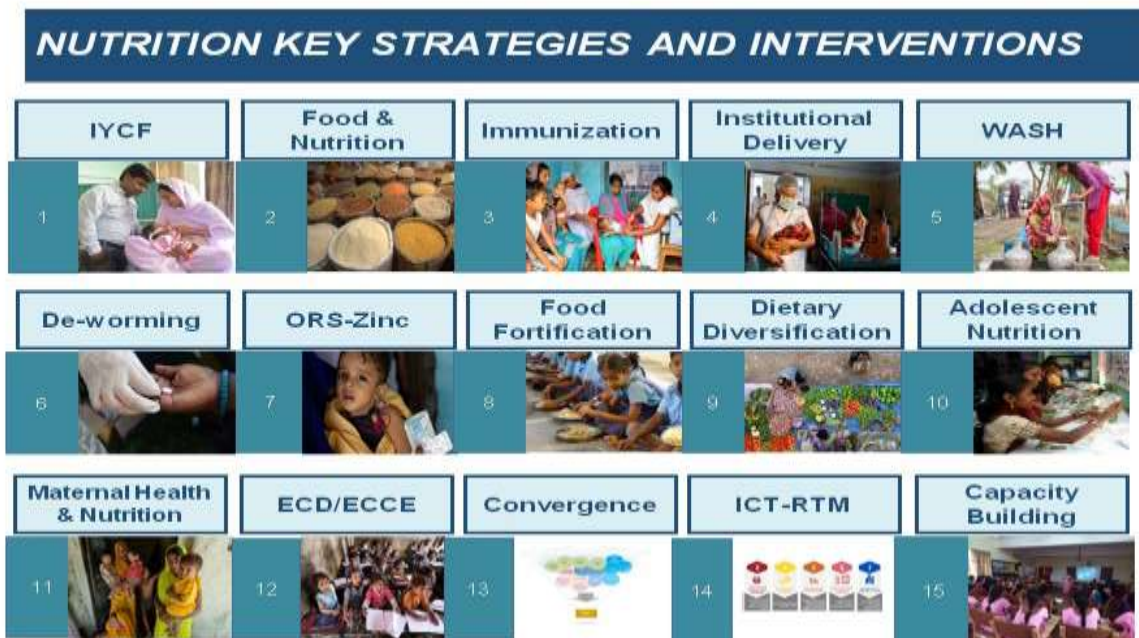 NUTRITION KEY STRATEGIES AND INTERVENTIONS
IYCF
Food &
Nutrition
Immunization
Institutional
Delivery
WASH
1
2
3
4
5
De-worming
ORS-Zinc
Food
Fortification
Dietary
Diversification
Adolescent
Nutrition
6
7
8
9
10
Maternal Health
& Nutrition
ECD/ECCE
Convergence
ICT-RTM
Capacity
Building
11
12
13
14
15